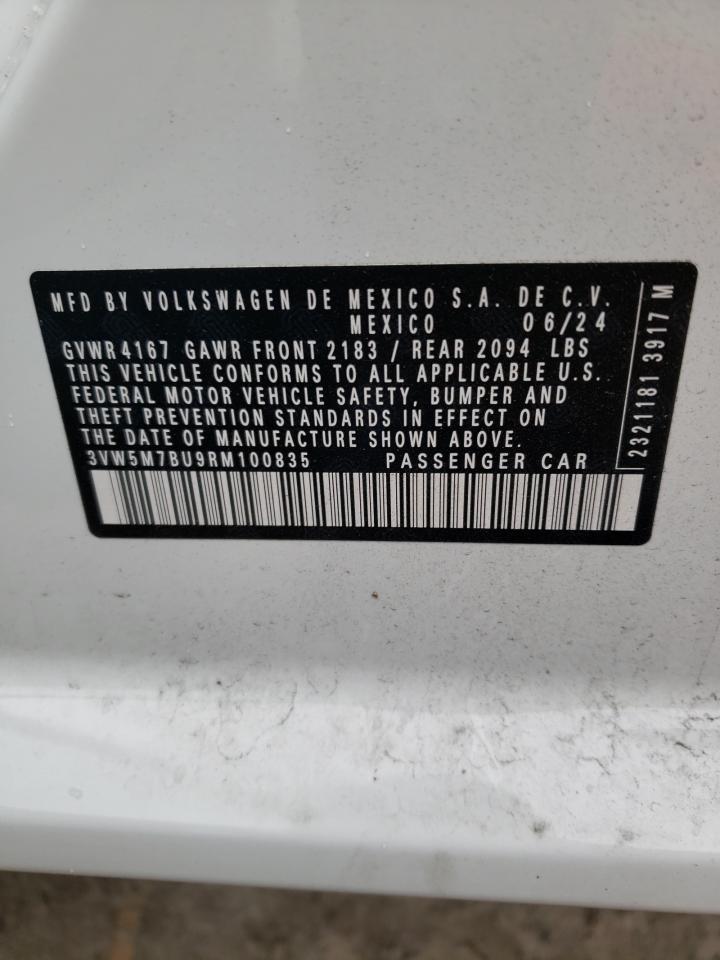 MFD BY VOLKSWAGEN DE MEXICO S.A. DE C.V.
MEXICO 06/24
GVWR 4167 GAWR FRONT 2183 / REAR 2094 LBS
THIS VEHICLE CONFORMS TO ALL APPLICABLE U.S.
FEDERAL MOTOR VEHICLE SAFETY, BUMPER AND
THEFT PREVENTION STANDARDS IN EFFECT ON
THE DATE OF MANUFACTURE SHOWN ABOVE.
3VW5M7BU9RM100835 PASSENGER CAR
2321181 3917 M